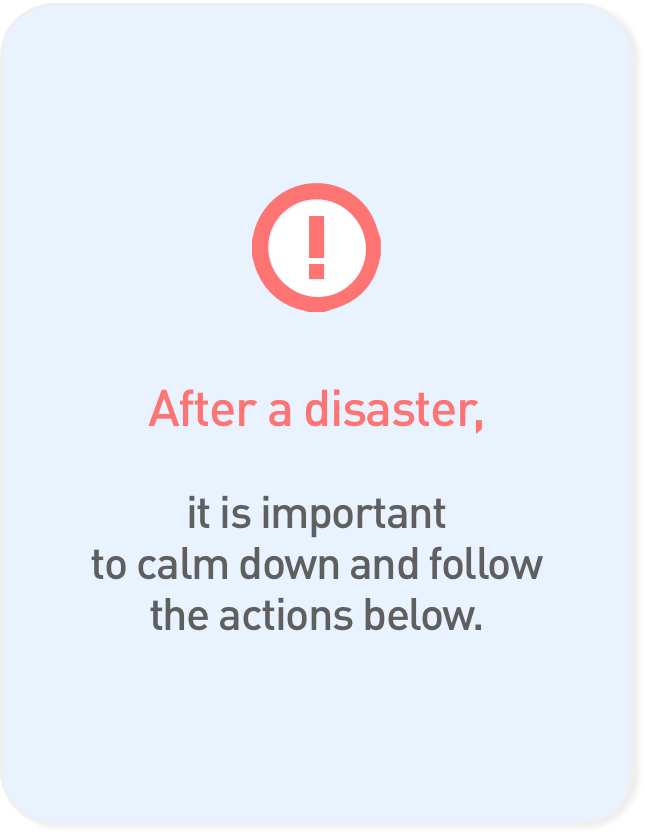 After a disaster,
it is important
to calm down and follow
the actions below.